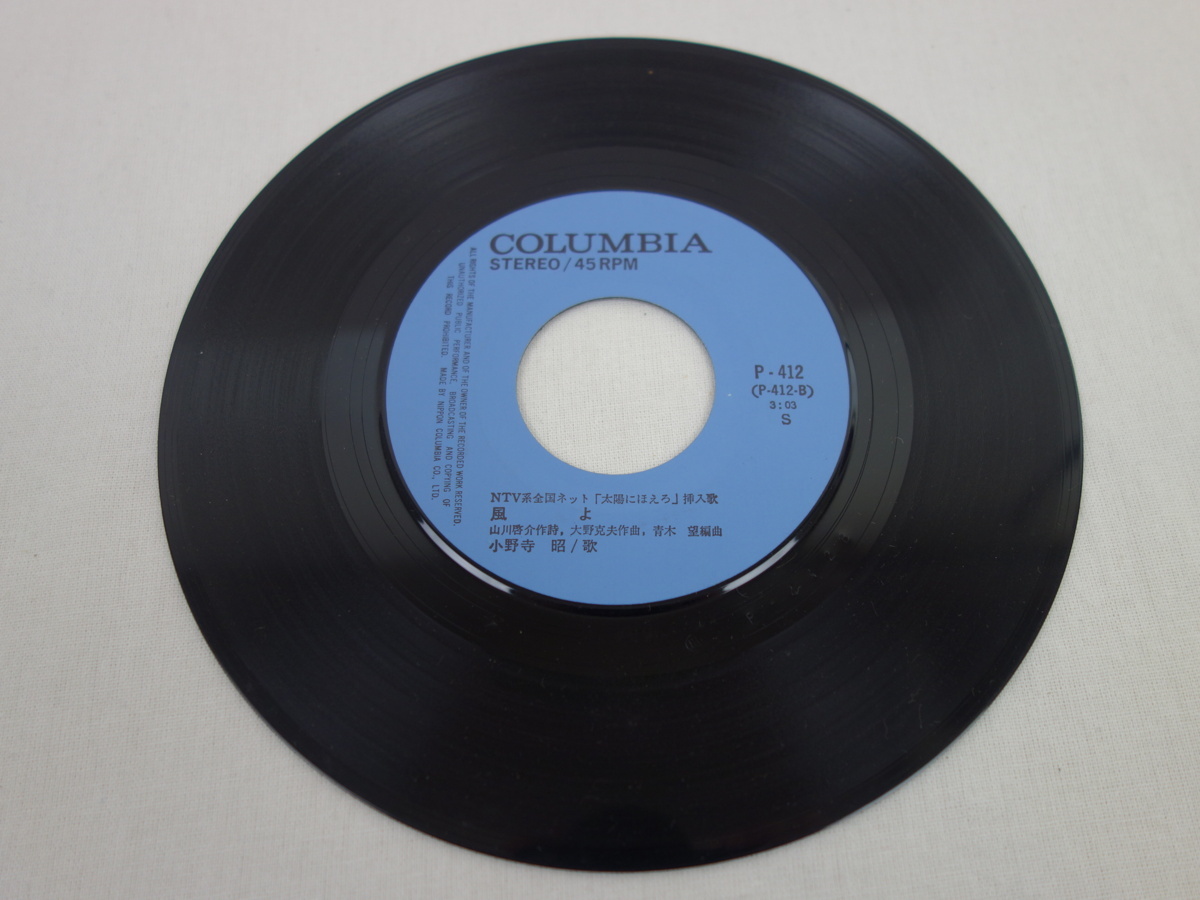 COLUMBIA
STEREO/45RPM
ALL RIGHTS OF THE MANUFACTURER AND OF THE OWNER OF THE RECORDED WORK RESERVED.
UNAUTHORIZED PUBLIC PERFORMANCE, BROADCASTING AND COPYING OF
THIS RECORD PROHIBITED. MADE BY NIPPON COLUMBIA CO., LTD.
P-412
(P-412-B)
3:03
S
NTV系全国ネット「太陽にほえろ」挿入歌
風 よ
山川啓介作詩, 大野克夫作曲, 青木 望編曲
小野寺 昭/歌